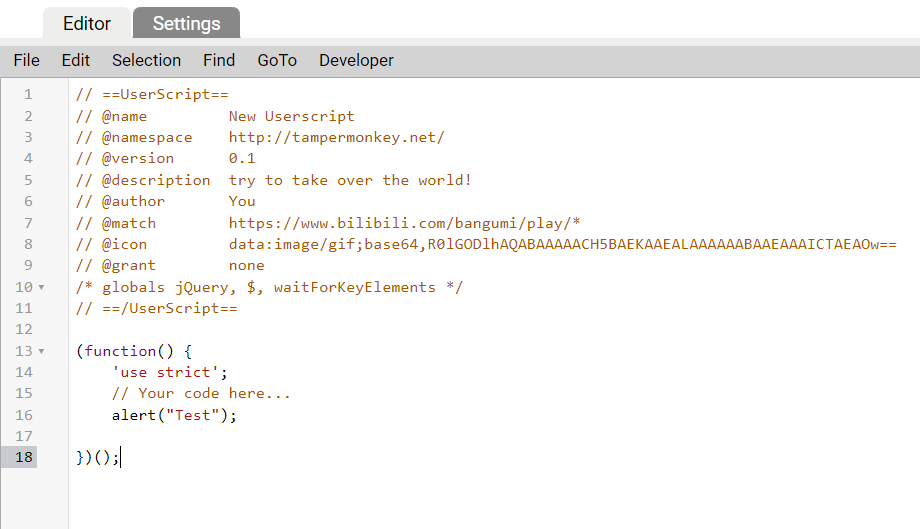 Editor Settings
File Edit Selection Find GoTo Developer
1 // ==UserScript==
2 // @name New Userscript
3 // @namespace http://tampermonkey.net/
4 // @version 0.1
5 // @description try to take over the world!
6 // @author You
7 // @match https://www.bilibili.com/bangumi/play/*
8 // @icon data:image/gif;base64,R0lGODlhAQABAAAAACH5BAEKAAEALAAAAAABAAEAAAICTAEAOw==
9 // @grant none
10 /* globals jQuery, $, waitForKeyElements */
11 // ==/UserScript==
12
13 (function() {
14 'use strict';
15 // Your code here...
16 alert("Test");
17
18 })();